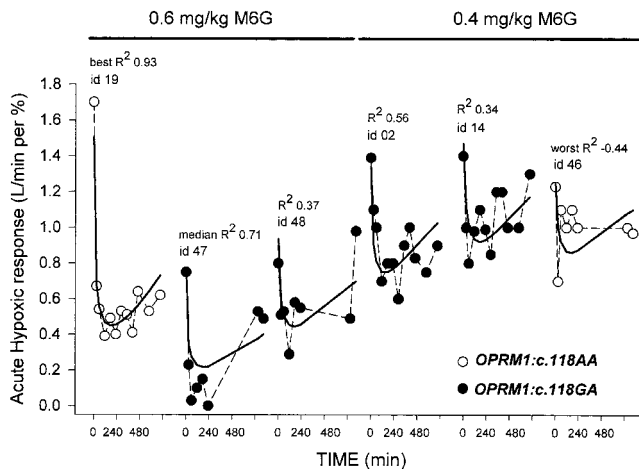 0.6 mg/kg M6G
0.4 mg/kg M6G
Acute Hypoxic response (L/min per %)
1.8
1.6
1.4
1.2
1.0
0.8
0.6
0.4
0.2
0.0
best R² 0.93
id 19
median R² 0.71
id 47
R² 0.37
id 48
R² 0.56
id 02
R² 0.34
id 14
worst R² -0.44
id 46
OPRM1:c.118AA
OPRM1:c.118GA
0 240 480 0 240 480 0 240 480 0 240 480 0 240 480 0 240 480
TIME (min)